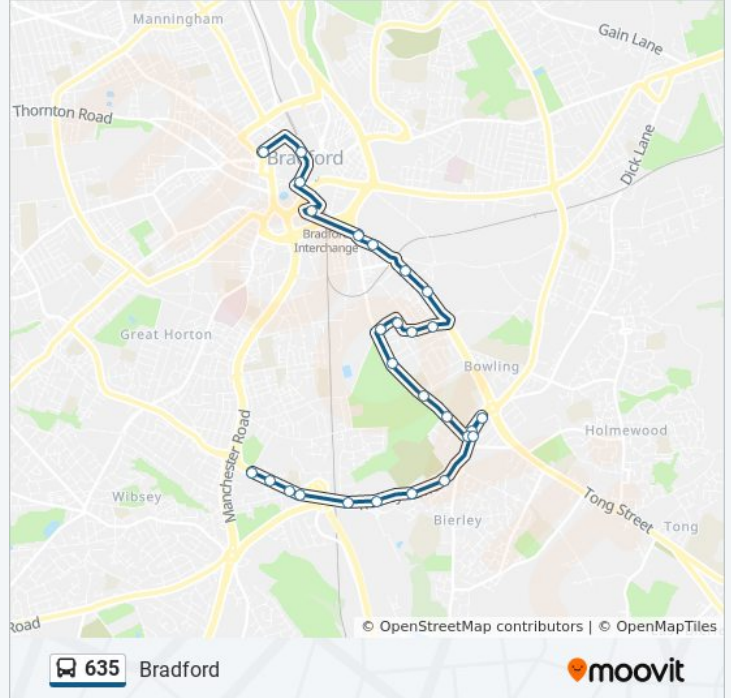 Manningham
Gain Lane
Thornton Road
Dick Lane
Bradford
Bradford
Interchange
Great Horton
Bowling
Manchester Road
Holmewood
Wibsey
Tong Street
Bierley
Tong
Road
© OpenStreetMap contributors | © OpenMapTiles
635 Bradford
moovit